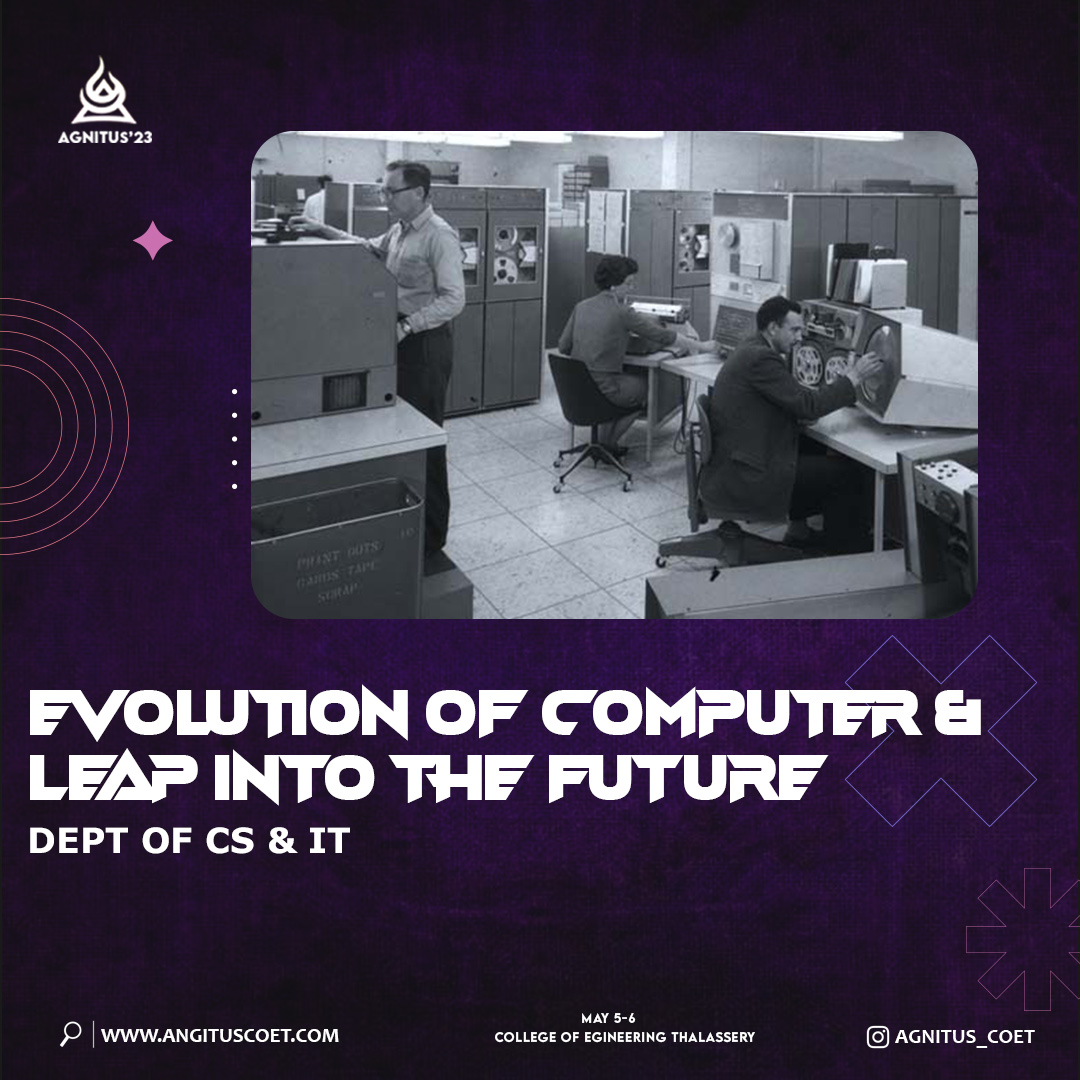 AGNITUS'23
PRINT OUTS
CARDS TAPE
SCRAP
EVOLUTION OF COMPUTER &
LEAP INTO THE FUTURE
DEPT OF CS & IT
WWW.ANGITUSCOET.COM
MAY 5-6
COLLEGE OF EGINEERING THALASSERY
AGNITUS_COET